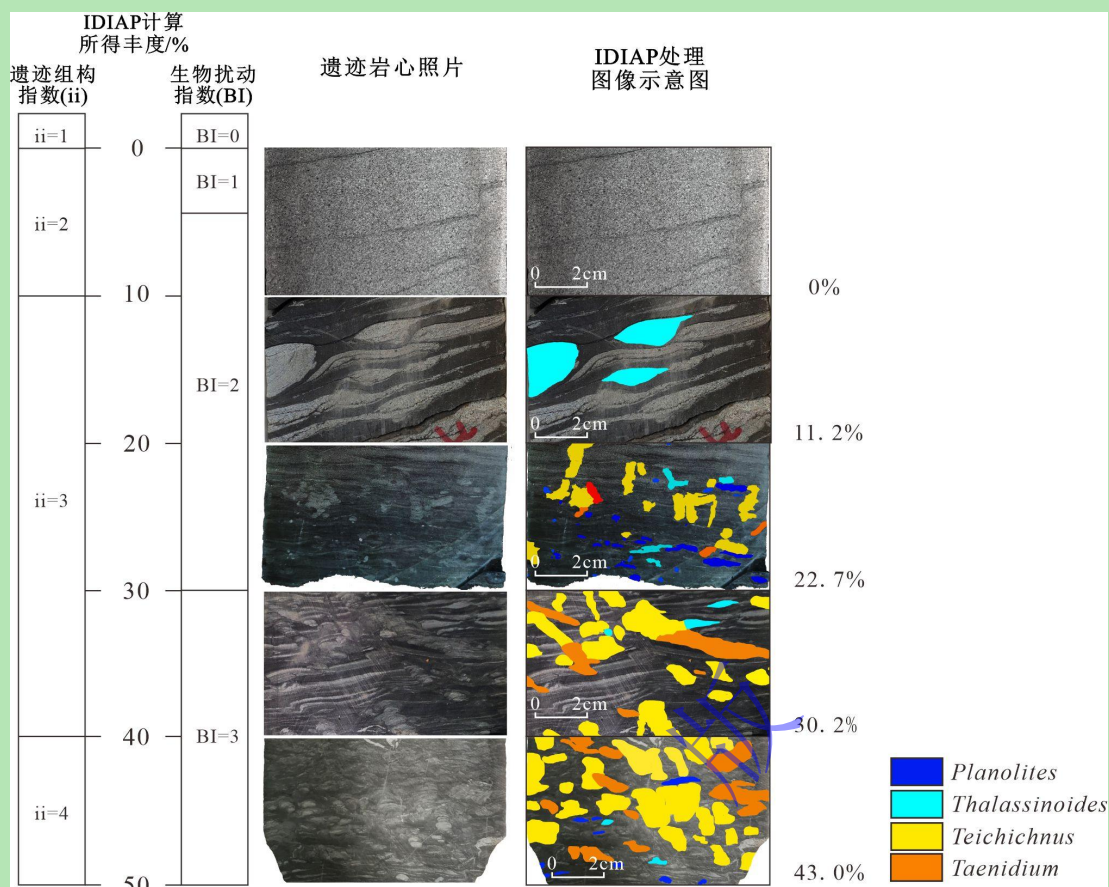 IDIAP计算
所得丰度/%
遗迹组构
指数(ii)
生物扰动
指数(BI)
遗迹岩心照片
IDIAP处理
图像示意图
ii=1
0
BI=0
BI=1
ii=2
0 2cm
0%
10
BI=2
0 2cm
11.2%
20
ii=3
0 2cm
22.7%
30
0 2cm
30.2%
40
BI=3
ii=4
0 2cm
43.0%
50
Planolites
Thalassinoides
Teichichnus
Taenidium